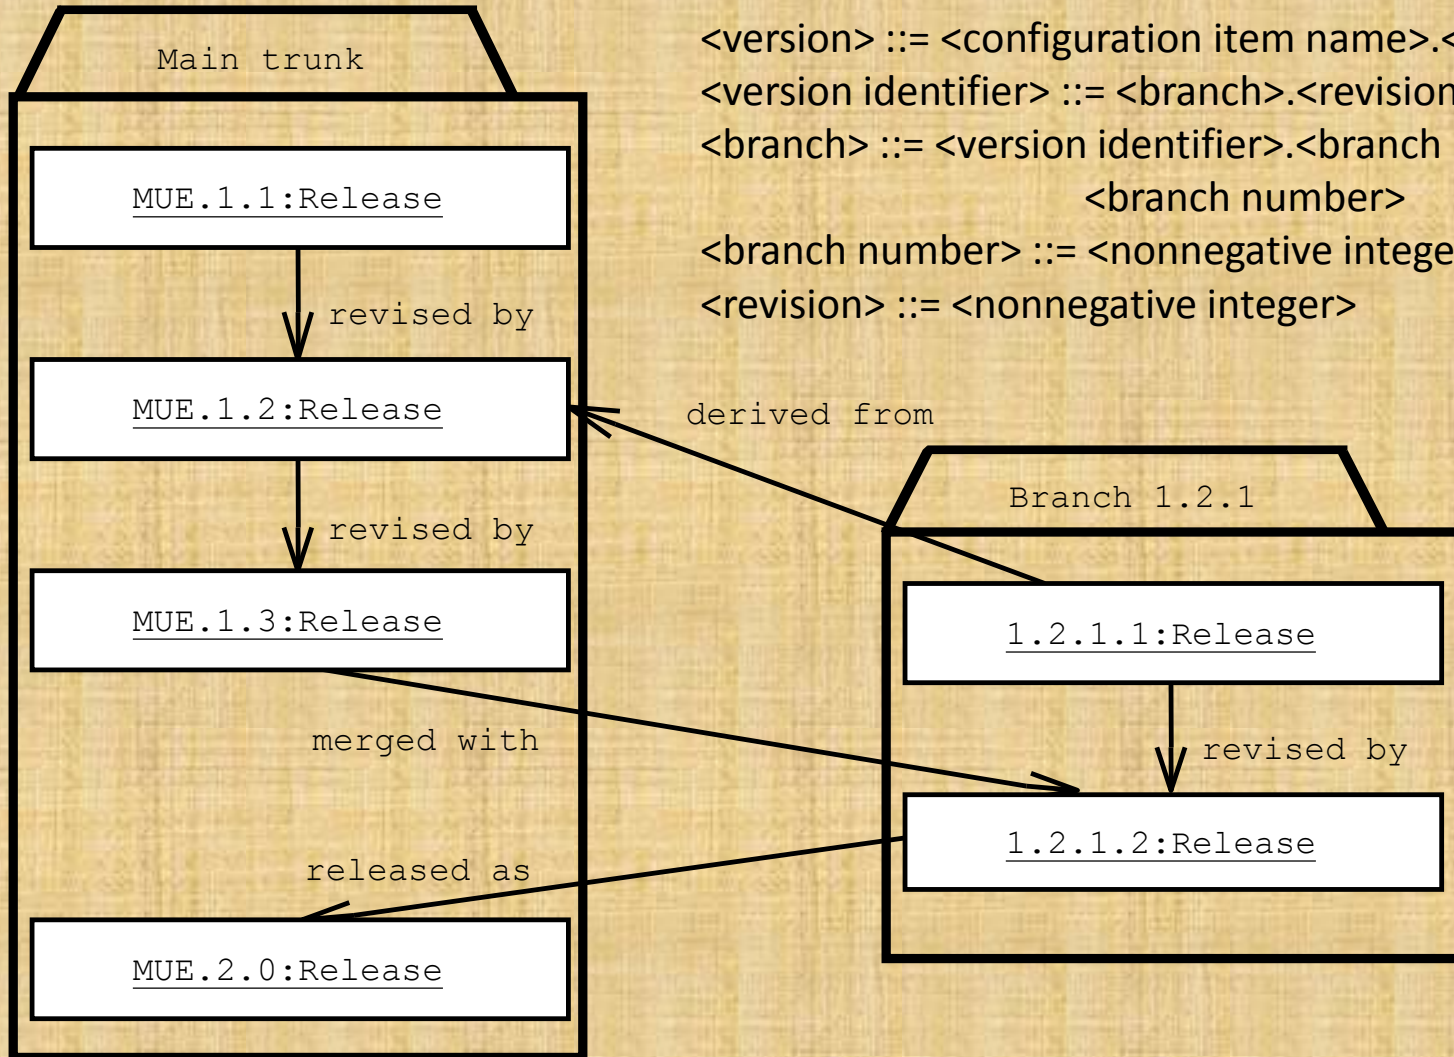 Main trunk
MUE.1.1:Release
revised by
MUE.1.2:Release
revised by
MUE.1.3:Release
merged with
released as
MUE.2.0:Release
<version> ::= <configuration item name>.<
<version identifier> ::= <branch>.<revision
<branch> ::= <version identifier>.<branch
<branch number>
<branch number> ::= <nonnegative intege
<revision> ::= <nonnegative integer>
derived from
Branch 1.2.1
1.2.1.1:Release
revised by
1.2.1.2:Release